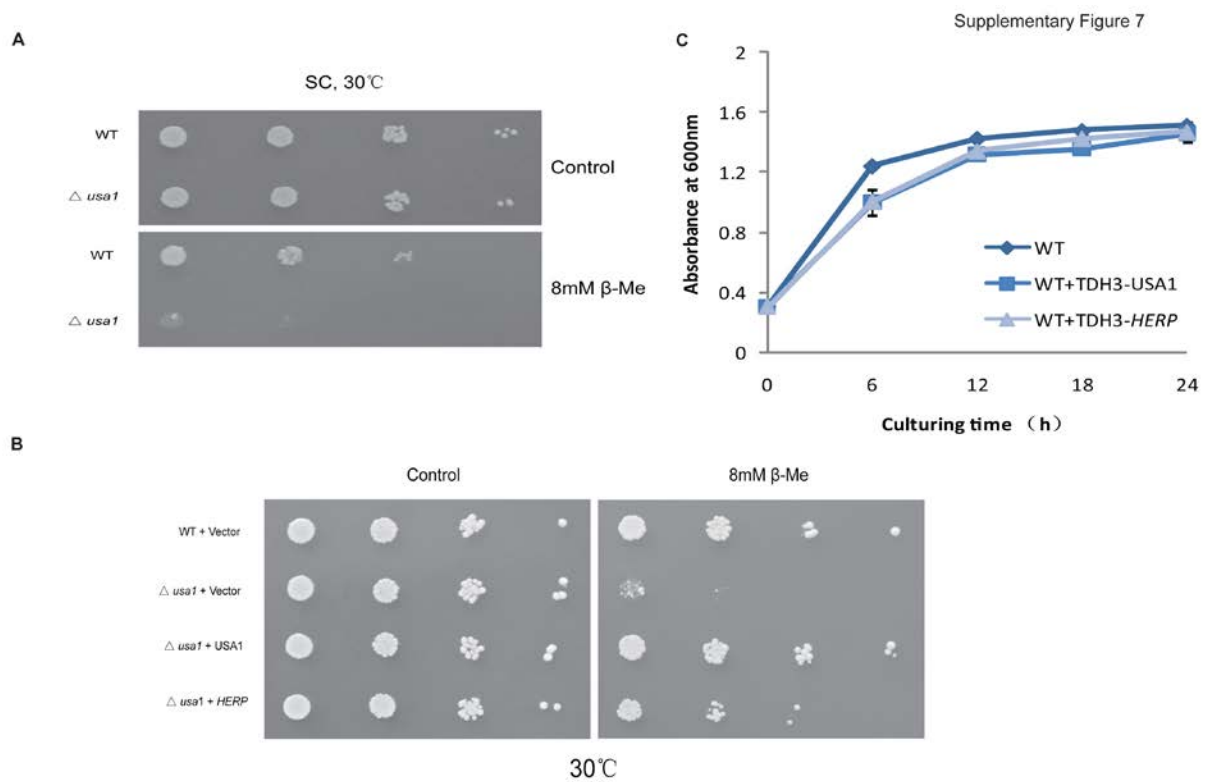 Supplementary Figure 7
A
SC, 30℃
WT
Control
△ usa1
WT
8mM β-Me
△ usa1
C
2
1.6
1.2
0.8
0.4
0
Absorbance at 600nm
WT
WT+TDH3-USA1
WT+TDH3-HERP
0 6 12 18 24
Culturing time （h）
B
Control 8mM β-Me
WT + Vector
△ usa1 + Vector
△ usa1 + USA1
△ usa1 + HERP
30℃